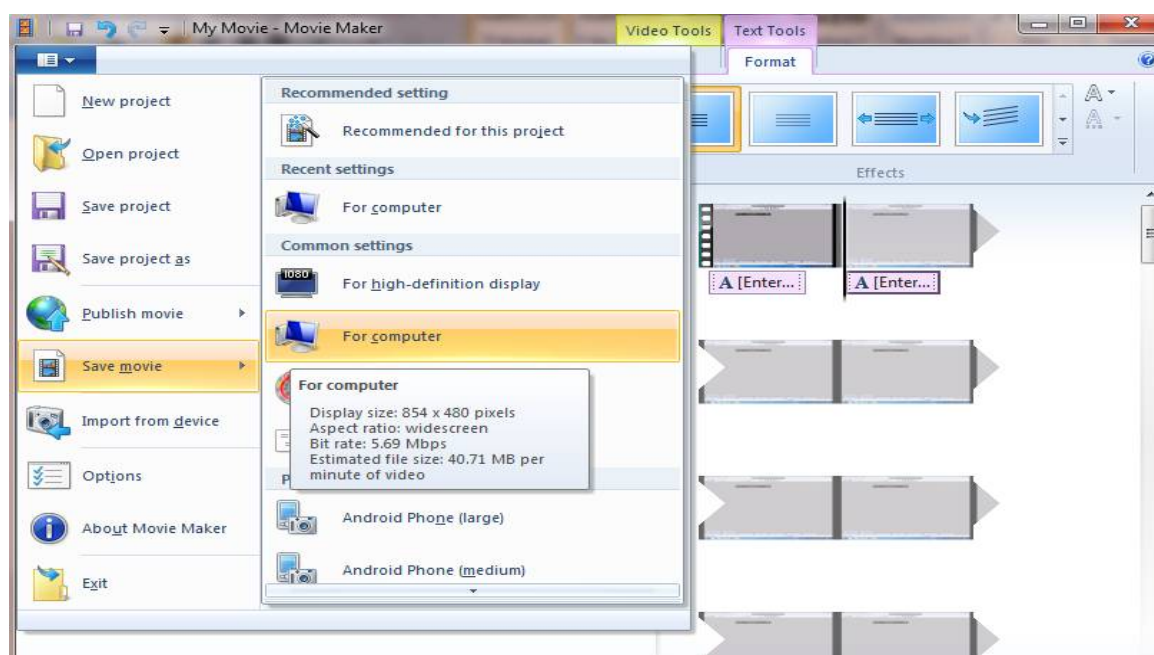 My Movie - Movie Maker
Video Tools
Text Tools
Format
New project
Open project
Save project
Save project as
Publish movie
Save movie
Import from device
Options
About Movie Maker
Exit
Recommended setting
Recommended for this project
Recent settings
For computer
Common settings
1080
For high-definition display
For computer
For computer
Display size: 854 x 480 pixels
Aspect ratio: widescreen
Bit rate: 5.69 Mbps
Estimated file size: 40.71 MB per
minute of video
Android Phone (large)
Android Phone (medium)
A
A
Effects
A [Enter...
A [Enter...